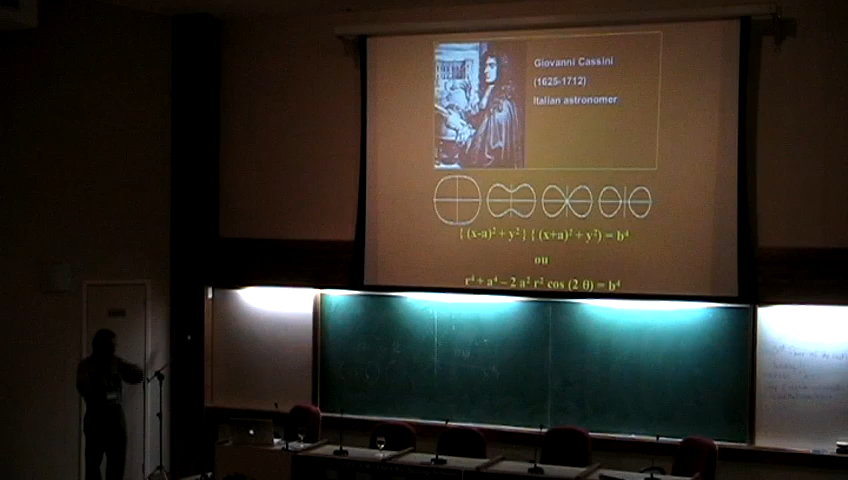 Giovanni Cassini
(1625-1712)
Italian astronomer
{ (x-a)² + y² } { (x+a)² + y²) = b⁴
ou
r⁴ + a⁴ – 2 a² r² cos (2 θ) = b⁴